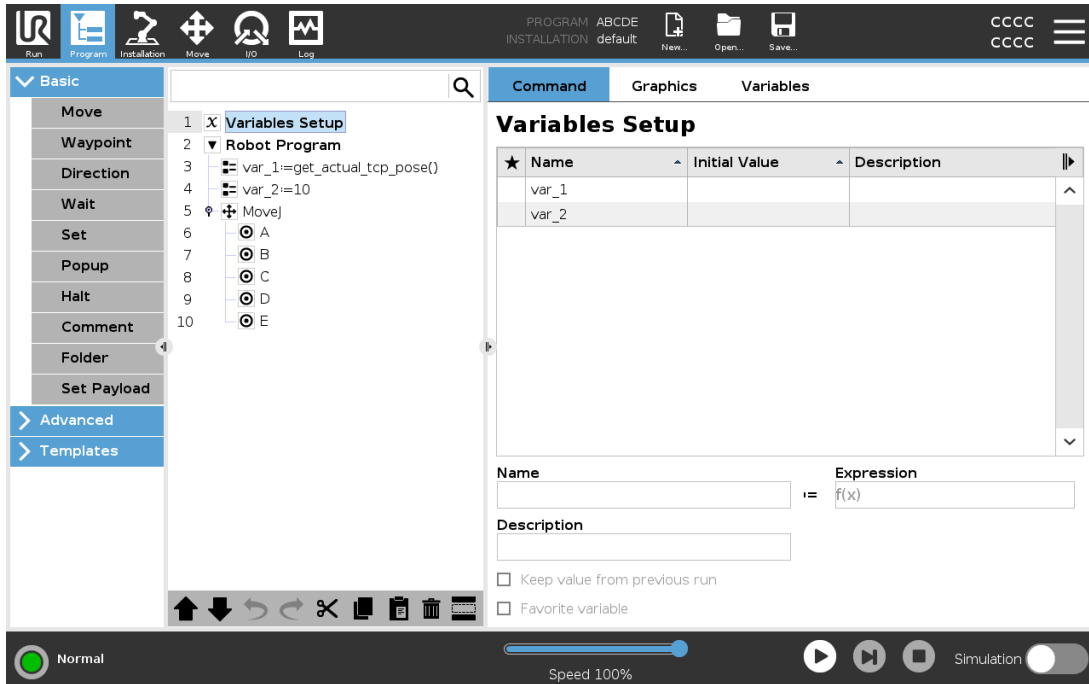 UR
Run
Program
Installation
Move
I/O
Log
PROGRAM ABCDE
INSTALLATION default
New...
Open...
Save...
CCCC
CCCC
Basic
Move
Waypoint
Direction
Wait
Set
Popup
Halt
Comment
Folder
Set Payload
Advanced
Templates
1 X Variables Setup
2 Robot Program
3 var_1:=get_actual_tcp_pose()
4 var_2:=10
5 MoveJ
6 A
7 B
8 C
9 D
10 E
Command Graphics Variables
Variables Setup
Name Initial Value Description
var_1
var_2
Name Expression
:= f(x)
Description
Keep value from previous run
Favorite variable
Normal
Speed 100%
Simulation